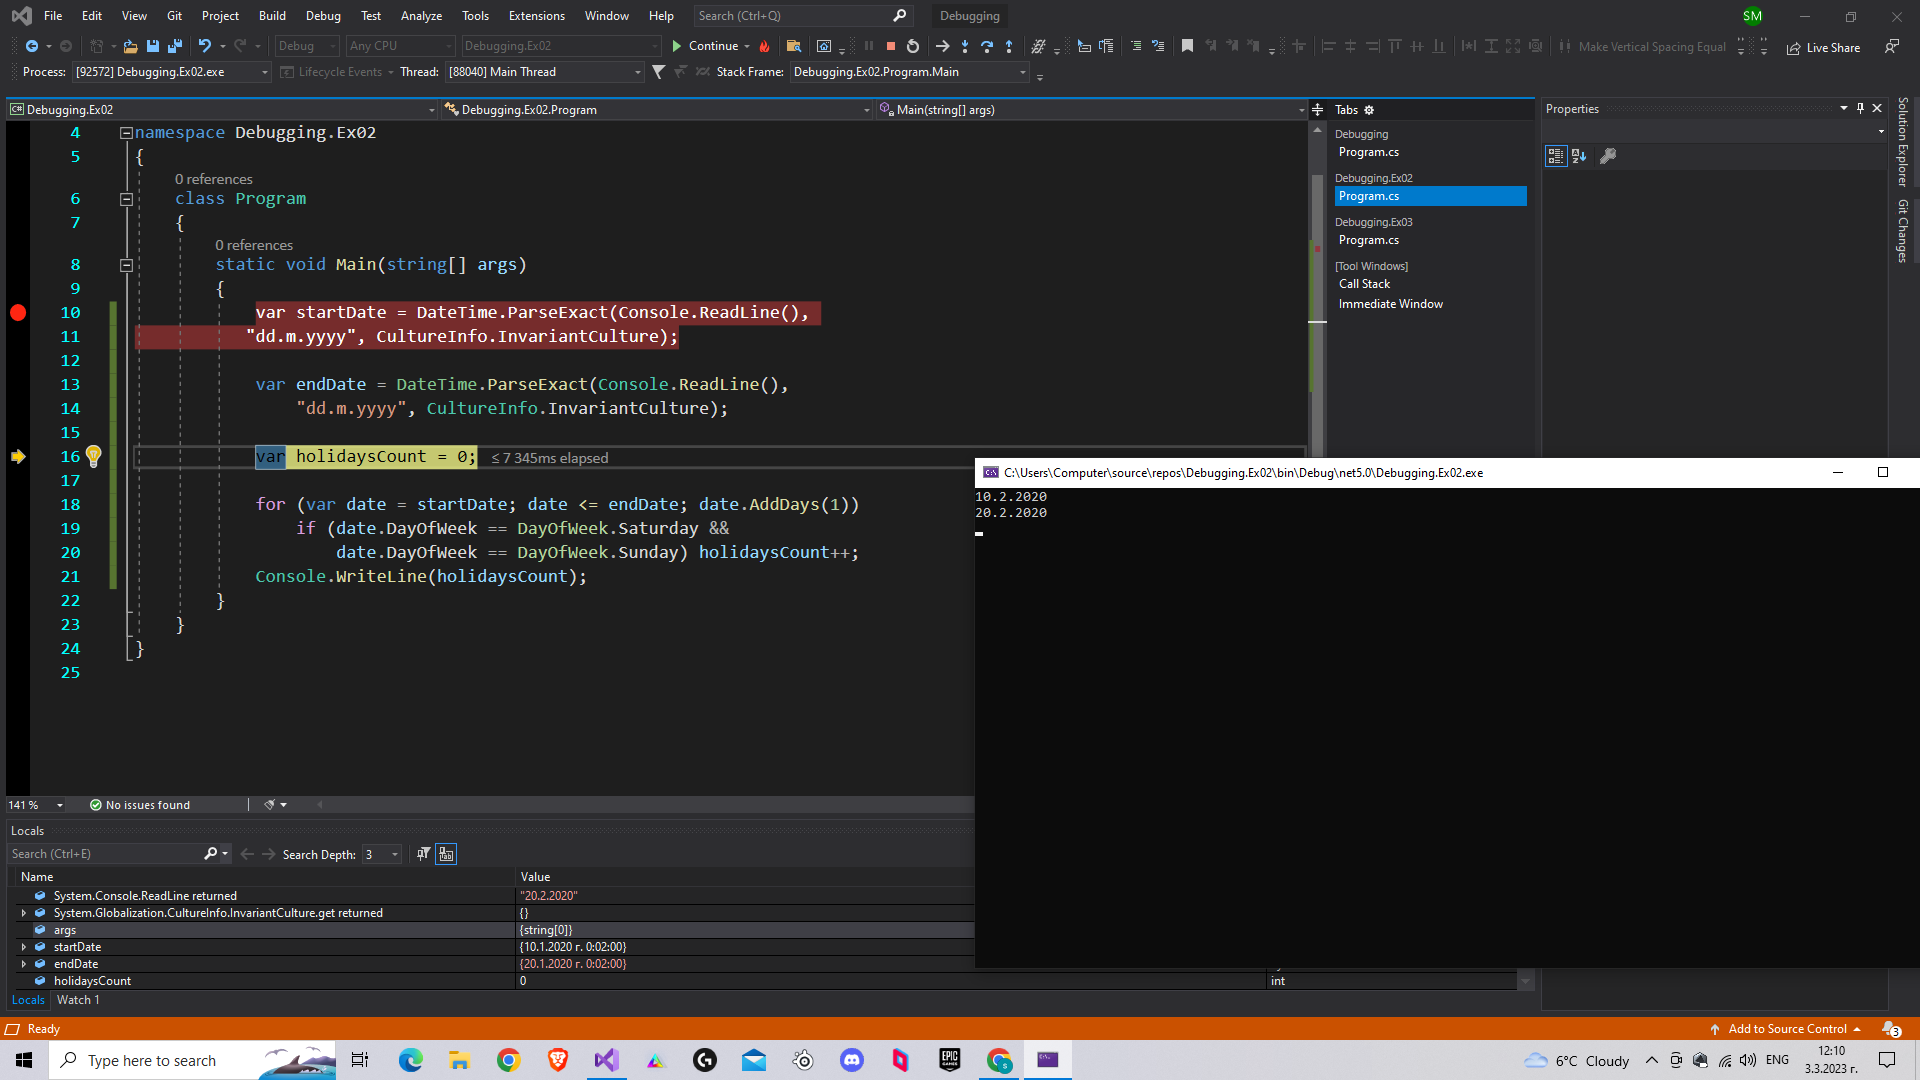 File Edit View Git Project Build Debug Test Analyze Tools Extensions Window Help Search (Ctrl+Q) Debugging SM
Debug Any CPU Debugging.Ex02 Continue Make Vertical Spacing Equal Live Share
Process: [92572] Debugging.Ex02.exe Lifecycle Events Thread: [88040] Main Thread Stack Frame: Debugging.Ex02.Program.Main
C# Debugging.Ex02 Debugging.Ex02.Program Main(string[] args)
4 namespace Debugging.Ex02
5 {
0 references
6 class Program
7 {
0 references
8 static void Main(string[] args)
9 {
10 var startDate = DateTime.ParseExact(Console.ReadLine(),
11 "dd.m.yyyy", CultureInfo.InvariantCulture);
12
13 var endDate = DateTime.ParseExact(Console.ReadLine(),
14 "dd.m.yyyy", CultureInfo.InvariantCulture);
15
16 var holidaysCount = 0; ≤ 7 345ms elapsed
17
18 for (var date = startDate; date <= endDate; date.AddDays(1))
19 if (date.DayOfWeek == DayOfWeek.Saturday &&
20 date.DayOfWeek == DayOfWeek.Sunday) holidaysCount++;
21 Console.WriteLine(holidaysCount);
22 }
23 }
24 }
25
Tabs
Debugging
Program.cs
Debugging.Ex02
Program.cs
Debugging.Ex03
Program.cs
[Tool Windows]
Call Stack
Immediate Window
Properties
Solution Explorer
Git Changes
C:\Users\Computer\source\repos\Debugging.Ex02\bin\Debug\net5.0\Debugging.Ex02.exe
10.2.2020
20.2.2020
141 % No issues found
Locals
Search (Ctrl+E) Search Depth: 3
Name Value
System.Console.ReadLine returned "20.2.2020"
System.Globalization.CultureInfo.InvariantCulture.get returned {}
args {string[0]}
startDate {10.1.2020 г. 0:02:00}
endDate {20.1.2020 г. 0:02:00}
holidaysCount 0 int
Locals Watch 1
Ready Add to Source Control 3
Type here to search EPIC GAMES S 6°C Cloudy ENG 12:10
3.3.2023 г.